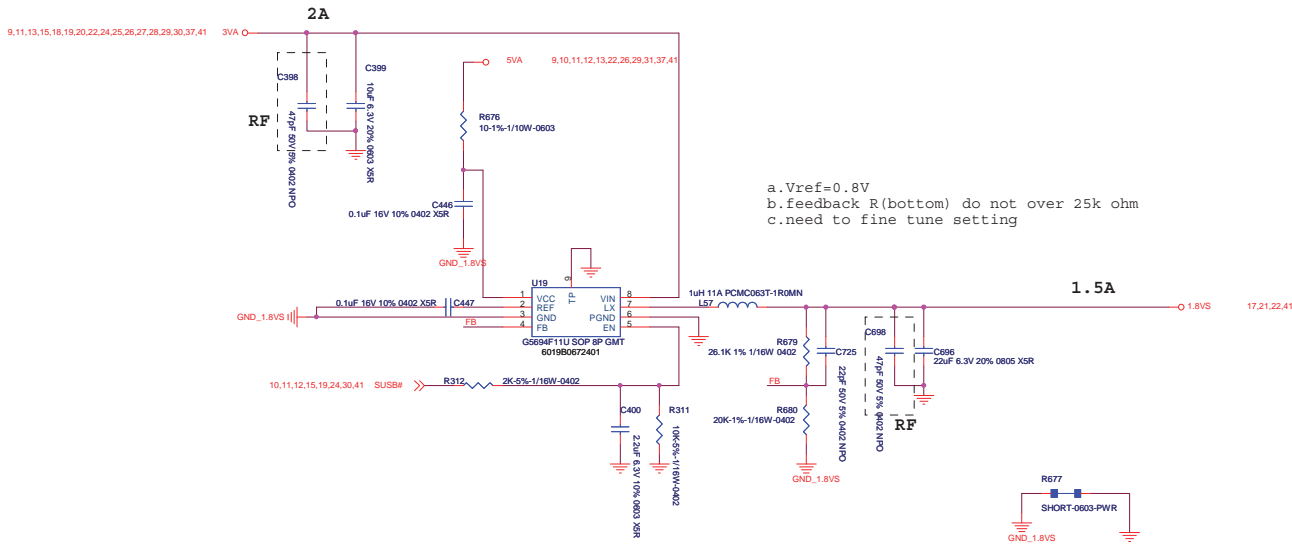 2A
9,11,13,15,18,19,20,22,24,25,26,27,28,29,30,37,41 3VA
C398
47pF 50V 5% 0402 NPO
RF
C399
10uF 6.3V 20% 0603 X5R
5VA 9,10,11,12,13,22,26,29,31,37,41
R676
10-1%-1/10W-0603
C446
0.1uF 16V 10% 0402 X5R
GND_1.8VS
a.Vref=0.8V
b.feedback R(bottom) do not over 25k ohm
c.need to fine tune setting
U19
9
TP
1 VCC
2 REF
3 GND
4 FB
VIN 8
LX 7
PGND 6
EN 5
G5694F11U SOP 8P GMT
6019B0672401
0.1uF 16V 10% 0402 X5R C447
GND_1.8VS
FB
1uH 11A PCMC063T-1R0MN
L57
1.5A
1.8VS 17,21,22,41
R679
26.1K 1% 1/16W 0402
C725
22pF 50V 5% 0402 NPO
C698
47pF 50V 5% 0402 NPO
RF
C696
22uF 6.3V 20% 0805 X5R
FB
R680
20K-1%-1/16W-0402
GND_1.8VS
10,11,12,15,19,24,30,41 SUSB#
R312 2K-5%-1/16W-0402
C400
2.2uF 6.3V 10% 0603 X5R
R311
10K-5%-1/16W-0402
R677
SHORT-0603-PWR
GND_1.8VS